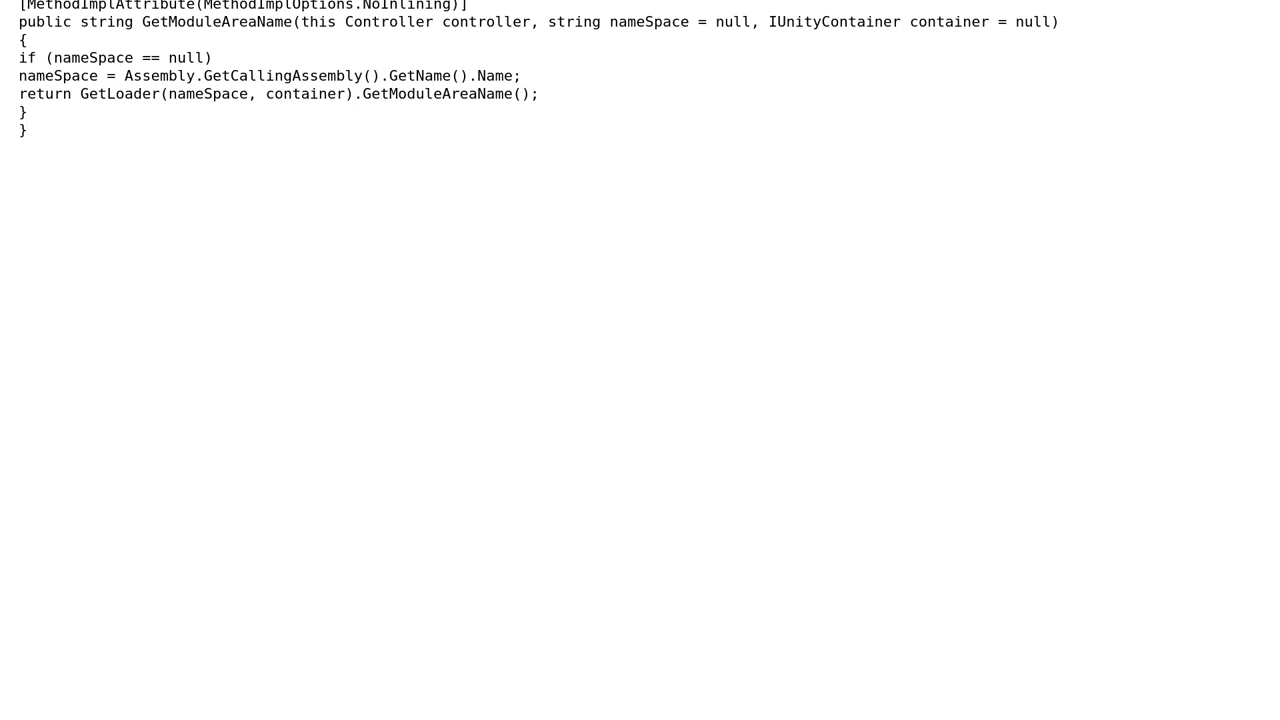 [MethodImplAttribute(MethodImplOptions.NoInlining)]
public string GetModuleAreaName(this Controller controller, string nameSpace = null, IUnityContainer container = null)
{
if (nameSpace == null)
nameSpace = Assembly.GetCallingAssembly().GetName().Name;
return GetLoader(nameSpace, container).GetModuleAreaName();
}
}